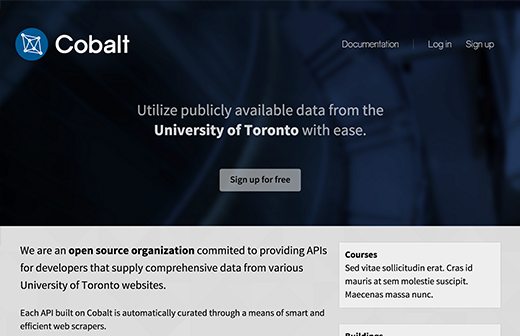 Cobalt
Documentation | Log in Sign up
Utilize publicly available data from the
University of Toronto with ease.
Sign up for free
We are an open source organization commited to providing APIs
for developers that supply comprehensive data from various
University of Toronto websites.
Each API built on Cobalt is automatically curated through a means of smart and
efficient web scrapers.
Courses
Sed vitae sollicitudin erat. Cras id
mauris at sem molestie suscipit.
Maecenas massa nunc.
Buildings